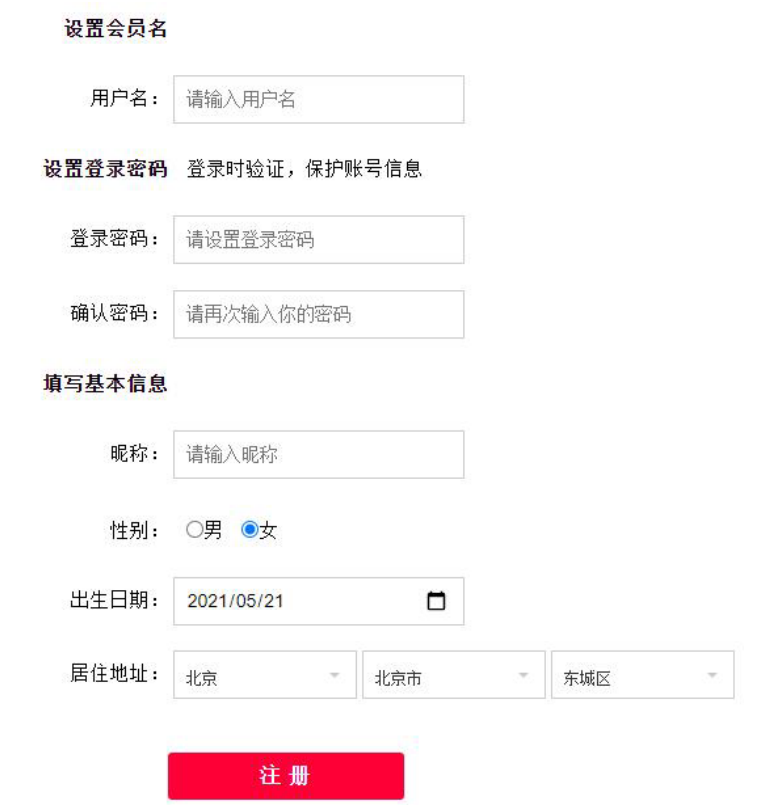 设置会员名
用户名： 请输入用户名
设置登录密码 登录时验证，保护账号信息
登录密码： 请设置登录密码
确认密码： 请再次输入你的密码
填写基本信息
昵称： 请输入昵称
性别： 男 女
出生日期： 2021/05/21
居住地址： 北京 北京市 东城区
注 册